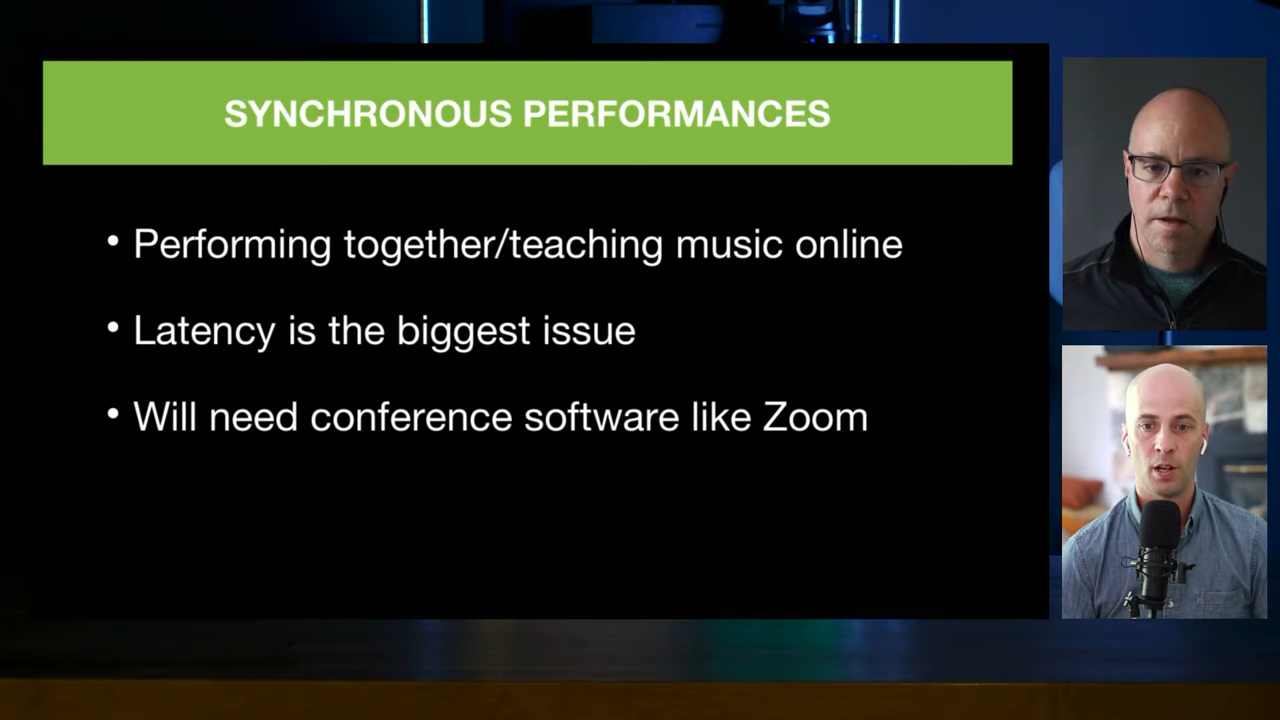 SYNCHRONOUS PERFORMANCES
• Performing together/teaching music online
• Latency is the biggest issue
• Will need conference software like Zoom